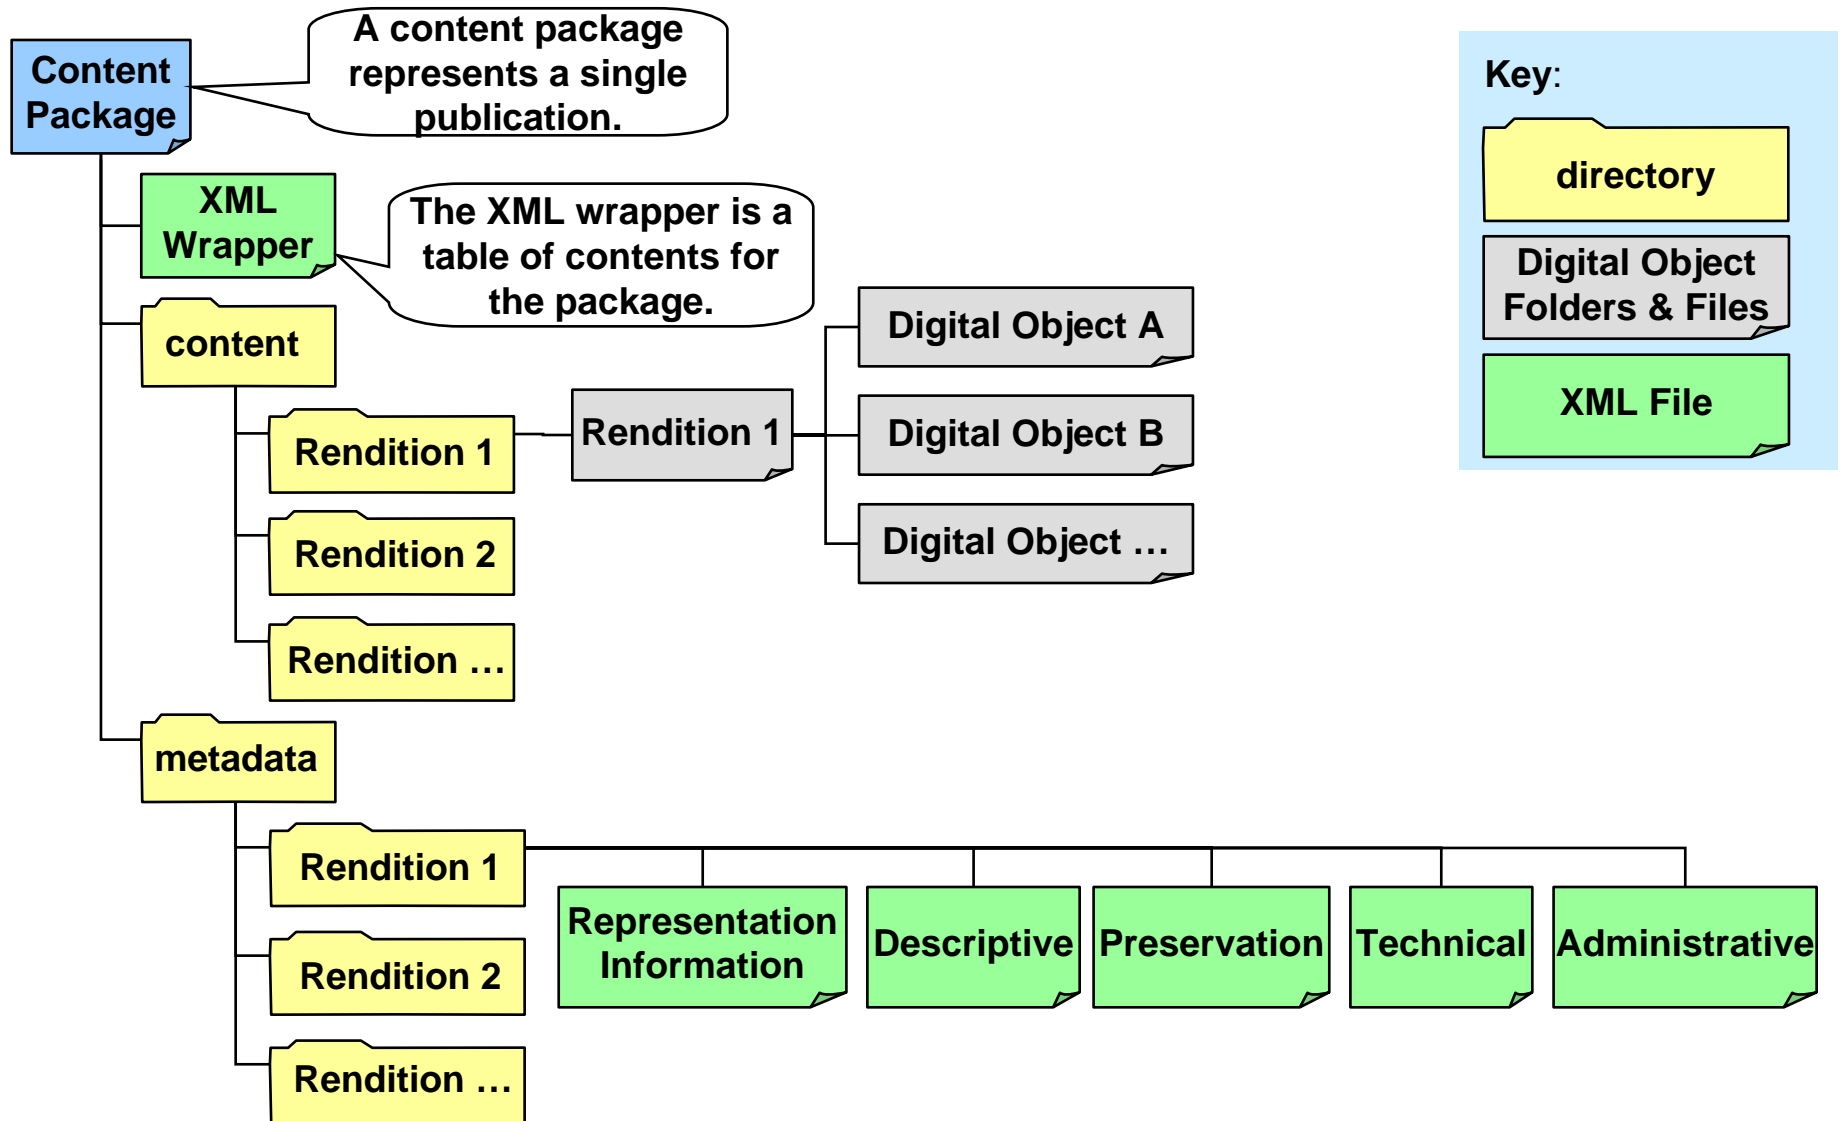 Content
Package
A content package
represents a single
publication.
XML
Wrapper
The XML wrapper is a
table of contents for
the package.
content
Rendition 1
Rendition 1
Digital Object A
Digital Object B
Digital Object …
Rendition 2
Rendition …
metadata
Rendition 1
Representation
Information
Descriptive
Preservation
Technical
Administrative
Rendition 2
Rendition …
Key:
directory
Digital Object
Folders & Files
XML File